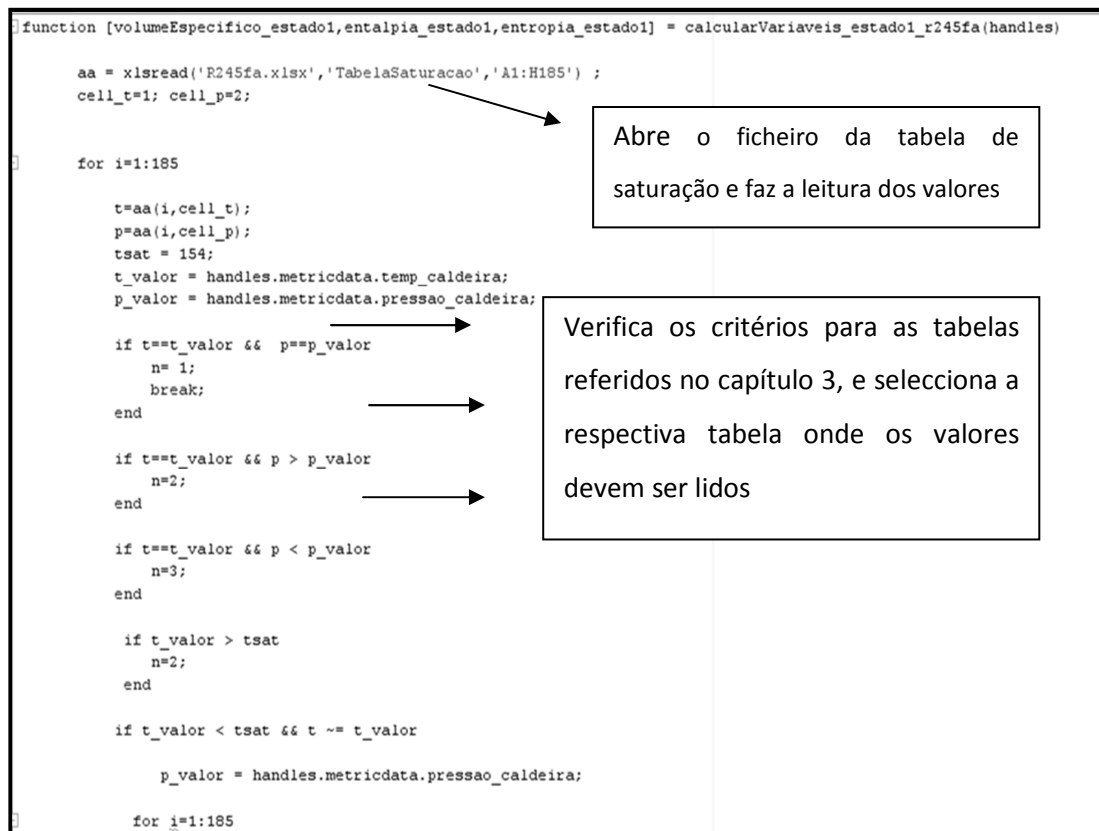 function [volumeEspecifico_estado1,entalpia_estado1,entropia_estado1] = calcularVariaveis_estado1_r245fa(handles)
aa = xlsread('R245fa.xlsx','TabelaSaturacao','A1:H185') ;
cell_t=1; cell_p=2;
Abre o ficheiro da tabela de
saturação e faz a leitura dos valores
for i=1:185
t=aa(i,cell_t);
p=aa(i,cell_p);
tsat = 154;
t_valor = handles.metricdata.temp_caldeira;
p_valor = handles.metricdata.pressao_caldeira;
Verifica os critérios para as tabelas
referidos no capítulo 3, e selecciona a
respectiva tabela onde os valores
devem ser lidos
if t==t_valor && p==p_valor
n= 1;
break;
end
if t==t_valor && p > p_valor
n=2;
end
if t==t_valor && p < p_valor
n=3;
end
if t_valor > tsat
n=2;
end
if t_valor < tsat && t ~= t_valor
p_valor = handles.metricdata.pressao_caldeira;
for i=1:185